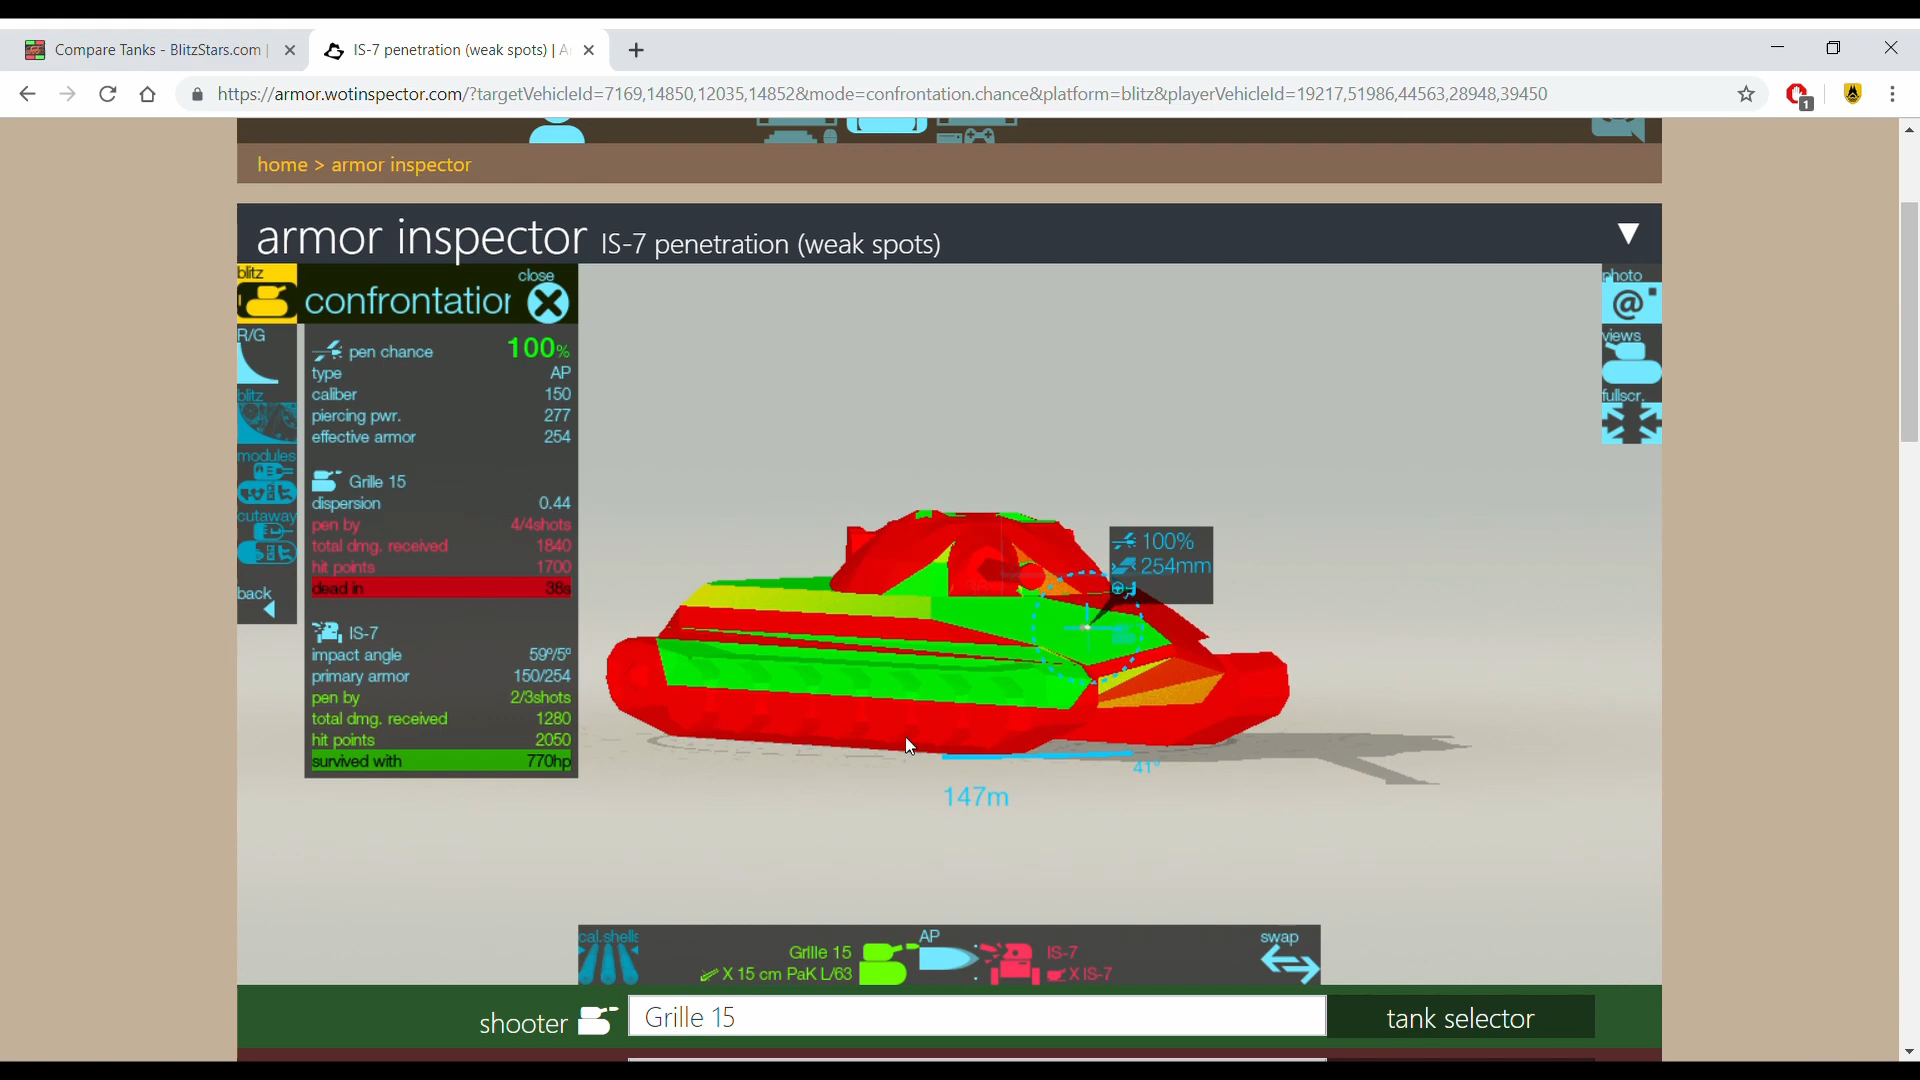 Compare Tanks - BlitzStars.com |
IS-7 penetration (weak spots) | A
https://armor.wotinspector.com/?targetVehicleId=7169,14850,12035,14852&mode=confrontation.chance&platform=blitz&playerVehicleId=19217,51986,44563,28948,39450
1
home > armor inspector
armor inspector IS-7 penetration (weak spots)
blitz
R/G
blitz
modules
cutaway
back
confrontation
close
pen chance 100%
type AP
caliber 150
piercing pwr. 277
effective armor 254
Grille 15
dispersion 0.44
pen by 4/4shots
total dmg. received 1840
hit points 1700
dead in 38s
IS-7
impact angle 59º/5º
primary armor 150/254
pen by 2/3shots
total dmg. received 1280
hit points 2050
survived with 770hp
photo
@
views
fullscr.
100%
254mm
41°
147m
cal.shells
Grille 15
X 15 cm PaK L/63
AP
IS-7
X IS-7
swap
shooter
Grille 15
tank selector